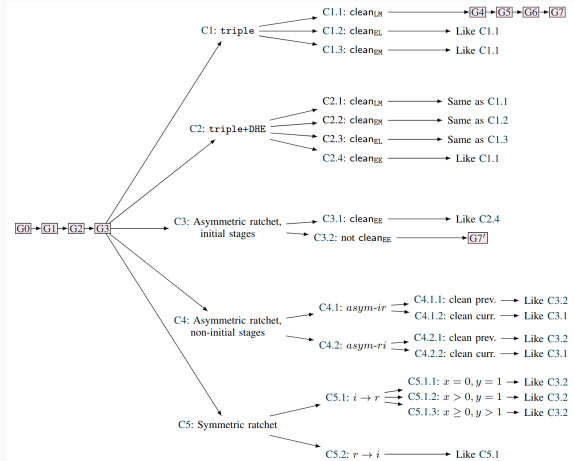 C1.1: clean_LM
G4 G5 G6 G7
C1: triple
C1.2: clean_EL
Like C1.1
C1.3: clean_EM
Like C1.1
C2.1: clean_LM
Same as C1.1
C2: triple+DHE
C2.2: clean_EM
Same as C1.2
C2.3: clean_EL
Same as C1.3
C2.4: clean_EE
Like C1.1
G0 G1 G2 G3
C3: Asymmetric ratchet,
initial stages
C3.1: clean_EE
Like C2.4
C3.2: not clean_EE
G7′
C4: Asymmetric ratchet,
non-initial stages
C4.1: asym-ir
C4.1.1: clean prev.
Like C3.2
C4.1.2: clean curr.
Like C3.1
C4.2: asym-ri
C4.2.1: clean prev.
Like C3.2
C4.2.2: clean curr.
Like C3.1
C5: Symmetric ratchet
C5.1: i → r
C5.1.1: x = 0, y = 1
Like C3.2
C5.1.2: x > 0, y = 1
Like C3.2
C5.1.3: x ≥ 0, y > 1
Like C3.2
C5.2: r → i
Like C5.1